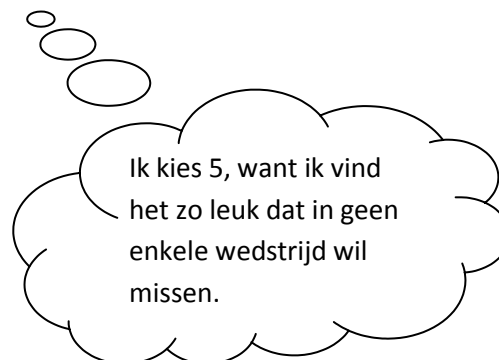 Ik kies 5, want ik vind
het zo leuk dat in geen
enkele wedstrijd wil
missen.